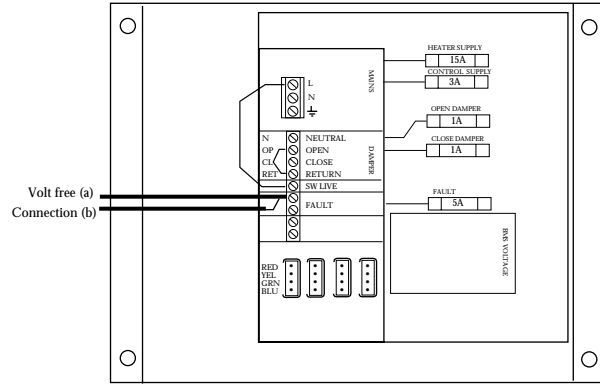 HEATER SUPPLY
15A
CONTROL SUPPLY
3A
MAINS
L
N
OPEN DAMPER
1A
CLOSE DAMPER
1A
N NEUTRAL
OP OPEN
CL CLOSE
RET RETURN
DAMPER
SW LIVE
Volt free (a)
Connection (b)
FAULT
FAULT
5A
BMS VOLTAGE
RED
YEL
GRN
BLU